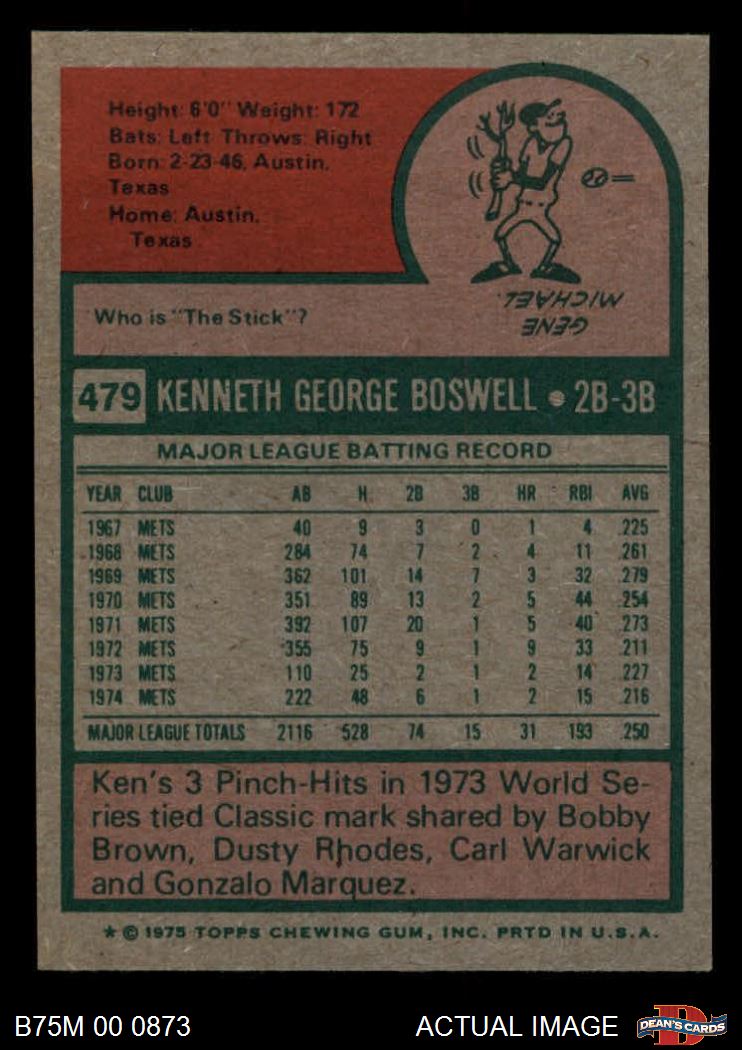 Height: 6'0" Weight: 172
Bats: Left Throws: Right
Born: 2-23-46, Austin,
Texas
Home: Austin,
Texas
Who is "The Stick"?
GENE
MICHAEL
479 KENNETH GEORGE BOSWELL • 2B-3B
MAJOR LEAGUE BATTING RECORD
YEAR CLUB AB H 2B 3B HR RBI AVG
1967 METS 40 9 3 0 1 4 .225
1968 METS 284 74 7 2 4 11 .261
1969 METS 362 101 14 7 3 32 .279
1970 METS 351 89 13 2 5 44 .254
1971 METS 392 107 20 1 5 40 .273
1972 METS 355 75 9 1 9 33 .211
1973 METS 110 25 2 1 2 14 .227
1974 METS 222 48 6 1 2 15 .216
MAJOR LEAGUE TOTALS 2116 528 74 15 31 193 .250
Ken's 3 Pinch-Hits in 1973 World Se-
ries tied Classic mark shared by Bobby
Brown, Dusty Rhodes, Carl Warwick
and Gonzalo Marquez.
* © 1975 TOPPS CHEWING GUM, INC. PRTD IN U.S.A.
B75M 00 0873
ACTUAL IMAGE
D
DEAN'S CARDS